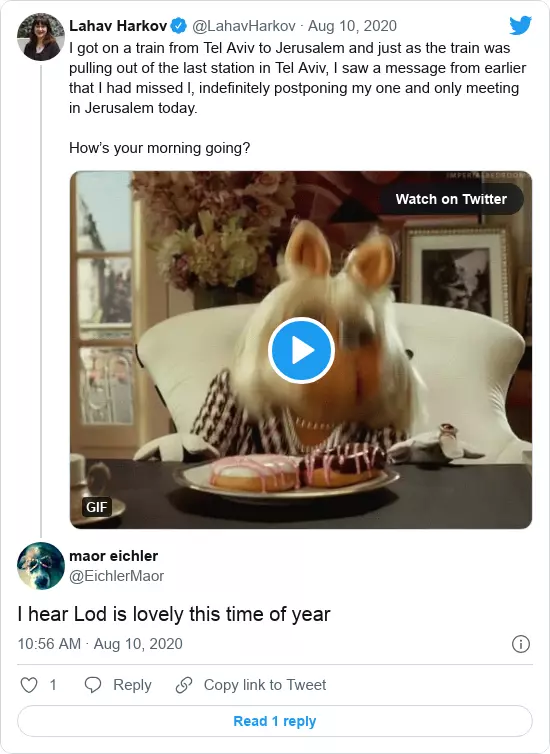 Lahav Harkov @LahavHarkov · Aug 10, 2020
I got on a train from Tel Aviv to Jerusalem and just as the train was
pulling out of the last station in Tel Aviv, I saw a message from earlier
that I had missed l, indefinitely postponing my one and only meeting
in Jerusalem today.
How’s your morning going?
Watch on Twitter
GIF
maor eichler
@EichlerMaor
I hear Lod is lovely this time of year
10:56 AM · Aug 10, 2020
1 Reply Copy link to Tweet
Read 1 reply